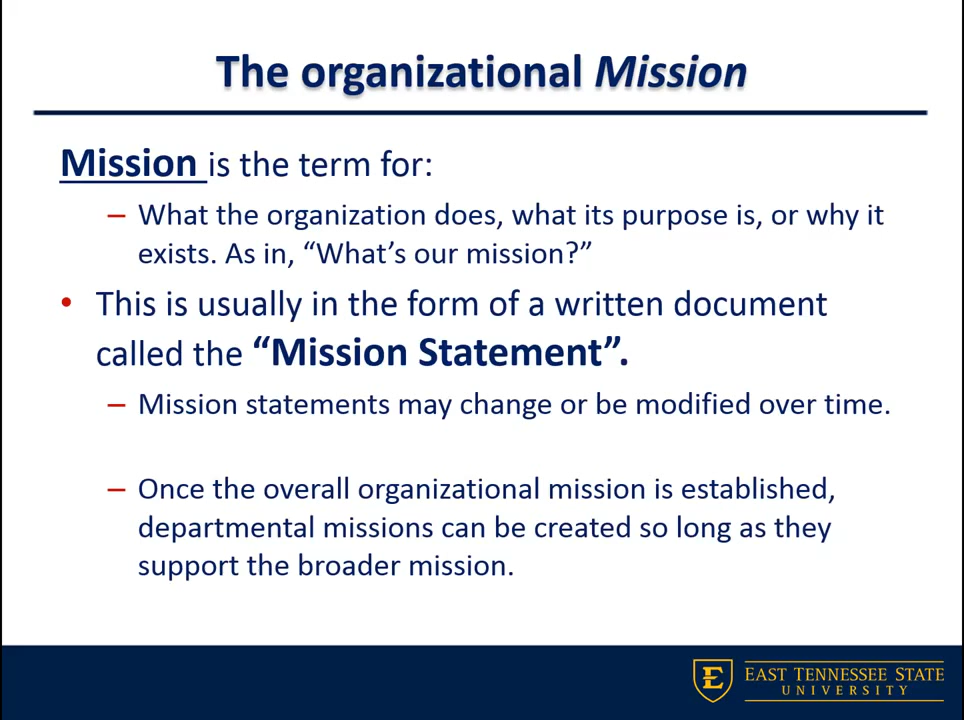 The organizational Mission
Mission is the term for:
– What the organization does, what its purpose is, or why it
exists. As in, “What’s our mission?”
• This is usually in the form of a written document
called the “Mission Statement”.
– Mission statements may change or be modified over time.
– Once the overall organizational mission is established,
departmental missions can be created so long as they
support the broader mission.
E
EAST TENNESSEE STATE
UNIVERSITY